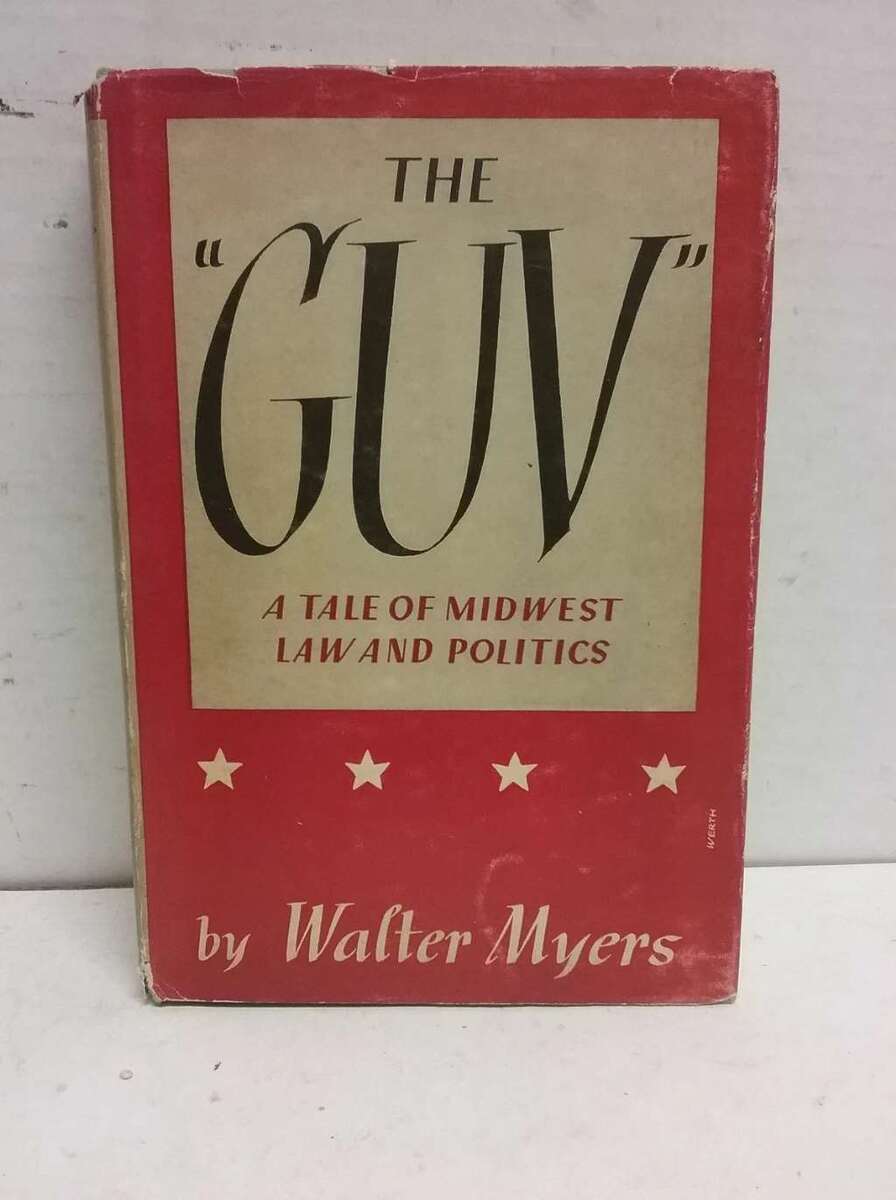 THE
“GUV”
A TALE OF MIDWEST
LAW AND POLITICS
WERTH
by Walter Myers